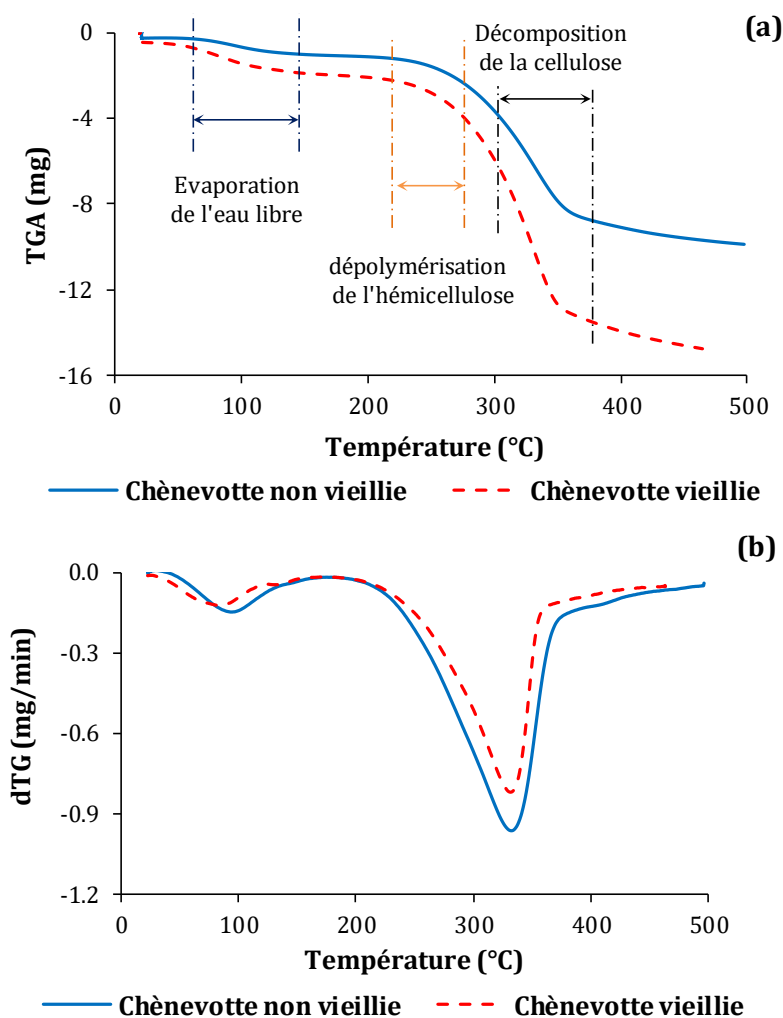 (a)
0
-4
-8
-12
-16
TGA (mg)
Evaporation
de l'eau libre
dépolymérisation
de l'hémicellulose
Décomposition
de la cellulose
0
100
200
300
400
500
Température (°C)
Chènevotte non vieillie
Chènevotte vieillie
(b)
0.0
-0.3
-0.6
-0.9
-1.2
dTG (mg/min)
0
100
200
300
400
500
Température (°C)
Chènevotte non vieillie
Chènevotte vieillie